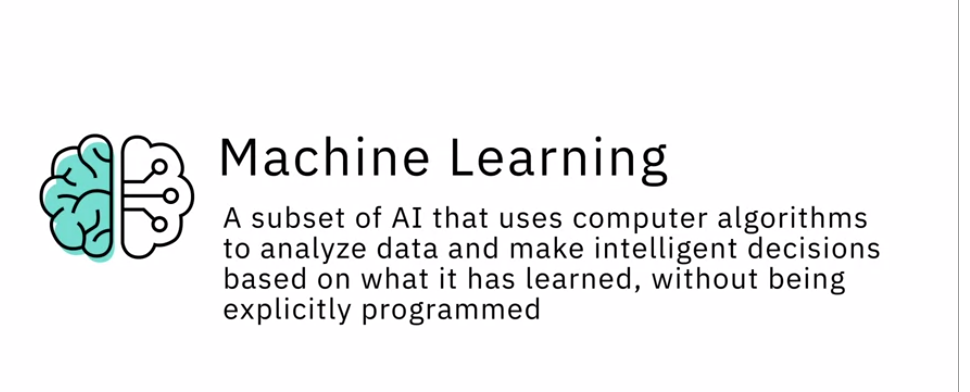 Machine Learning
A subset of AI that uses computer algorithms
to analyze data and make intelligent decisions
based on what it has learned, without being
explicitly programmed